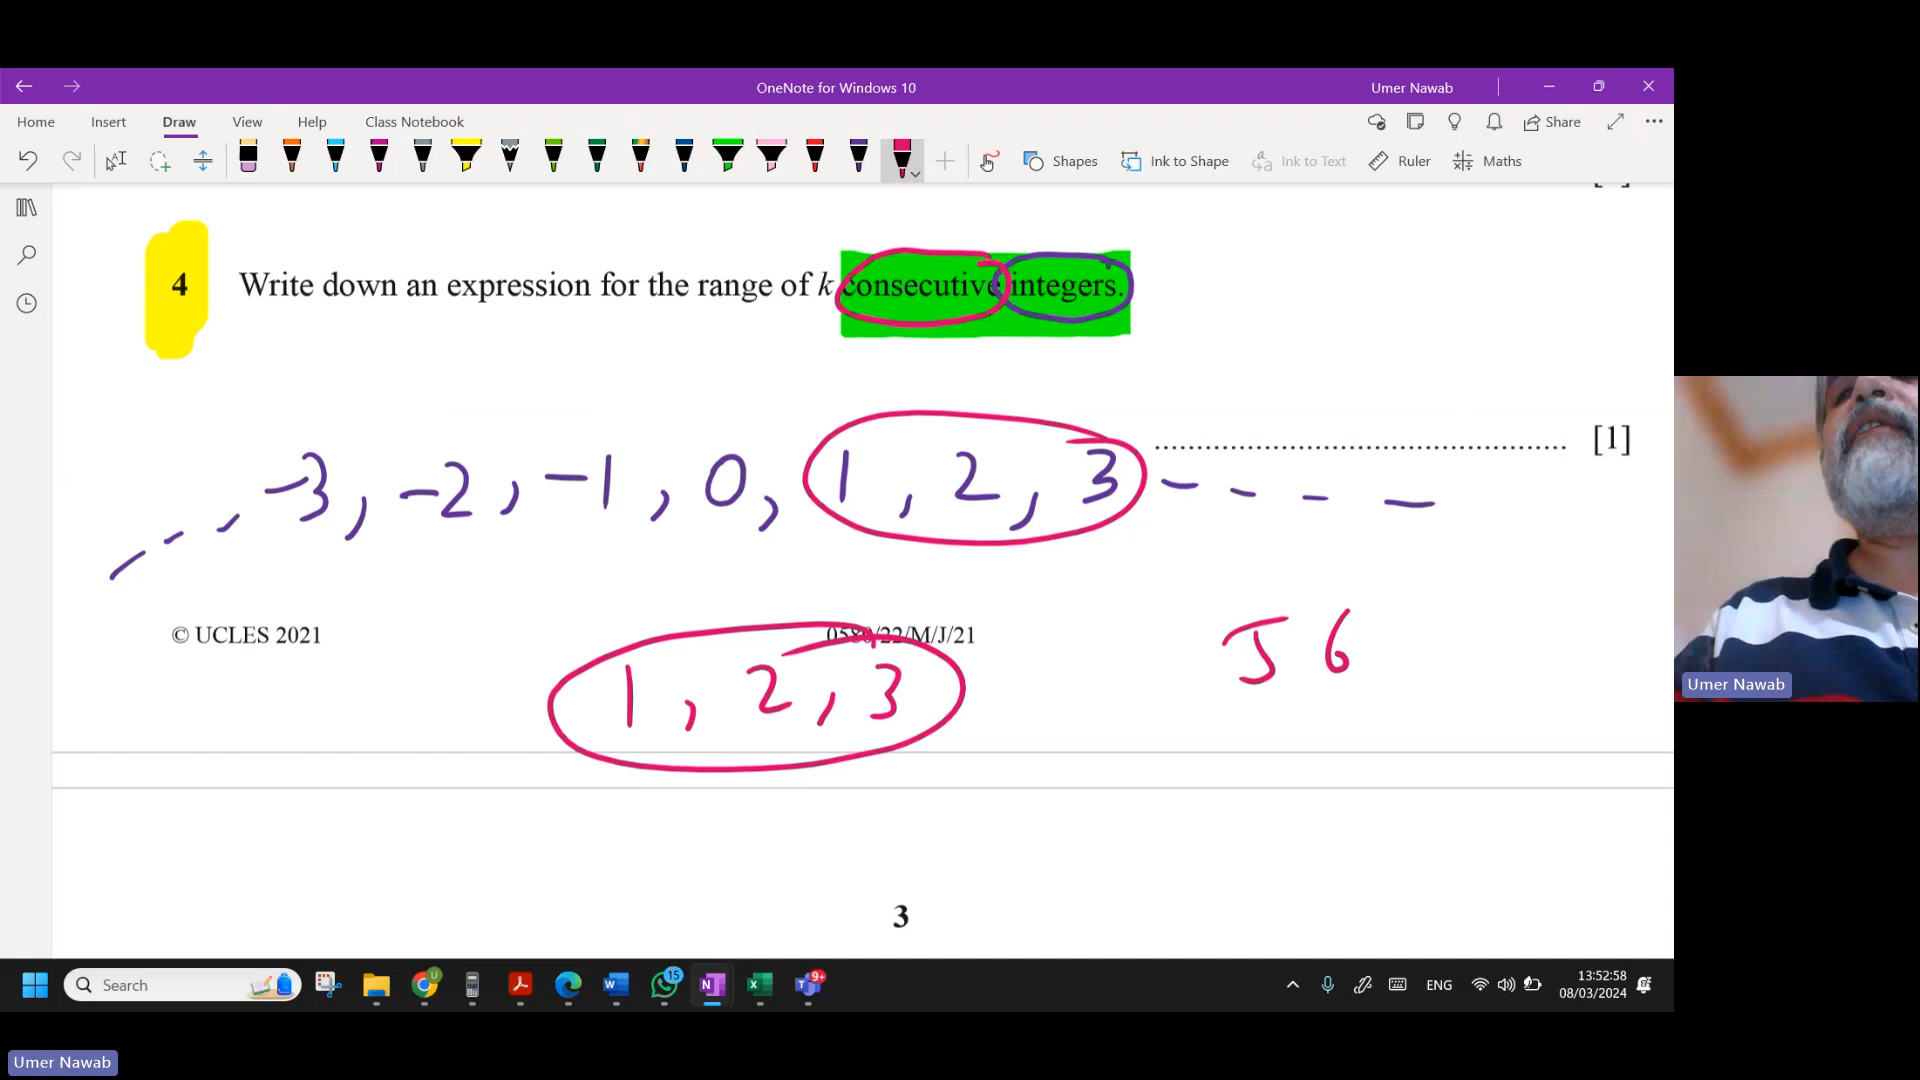 OneNote for Windows 10
Umer Nawab
Home Insert Draw View Help Class Notebook
Share
Shapes Ink to Shape Ink to Text Ruler Maths
4 Write down an expression for the range of k consecutive integers.
[1]
-3, -2, -1, 0, 1, 2, 3 - - - -
© UCLES 2021 0580/22/M/J/21
1, 2, 3
3
Umer Nawab
Search
U
15
9+
ENG
13:52:58
08/03/2024
Umer Nawab